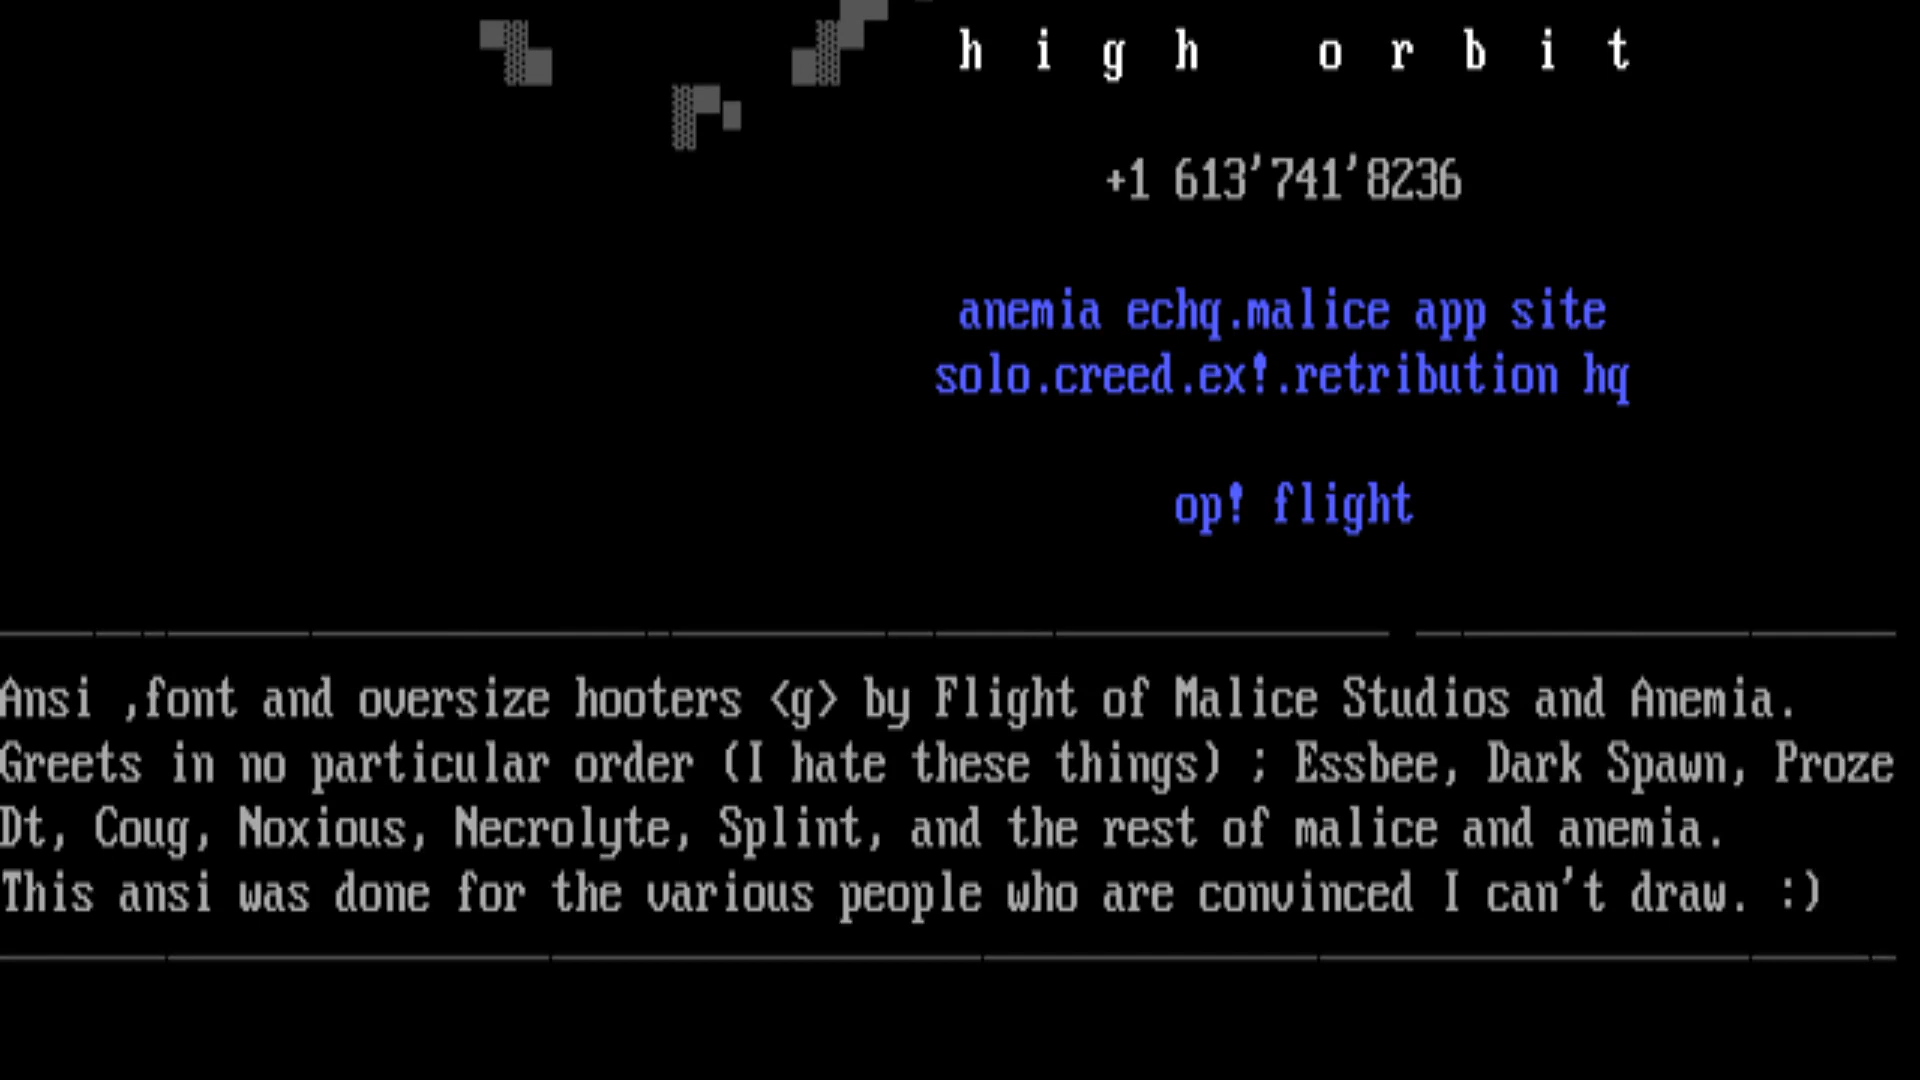 h i g h   o r b i t
+1 613'741'8236
anemia echq.malice app site
solo.creed.ex!.retribution hq
op! flight
Ansi ,font and oversize hooters <g> by Flight of Malice Studios and Anemia.
Greets in no particular order (I hate these things) ; Essbee, Dark Spawn, Proze
Dt, Coug, Noxious, Necrolyte, Splint, and the rest of malice and anemia.
This ansi was done for the various people who are convinced I can't draw. :)